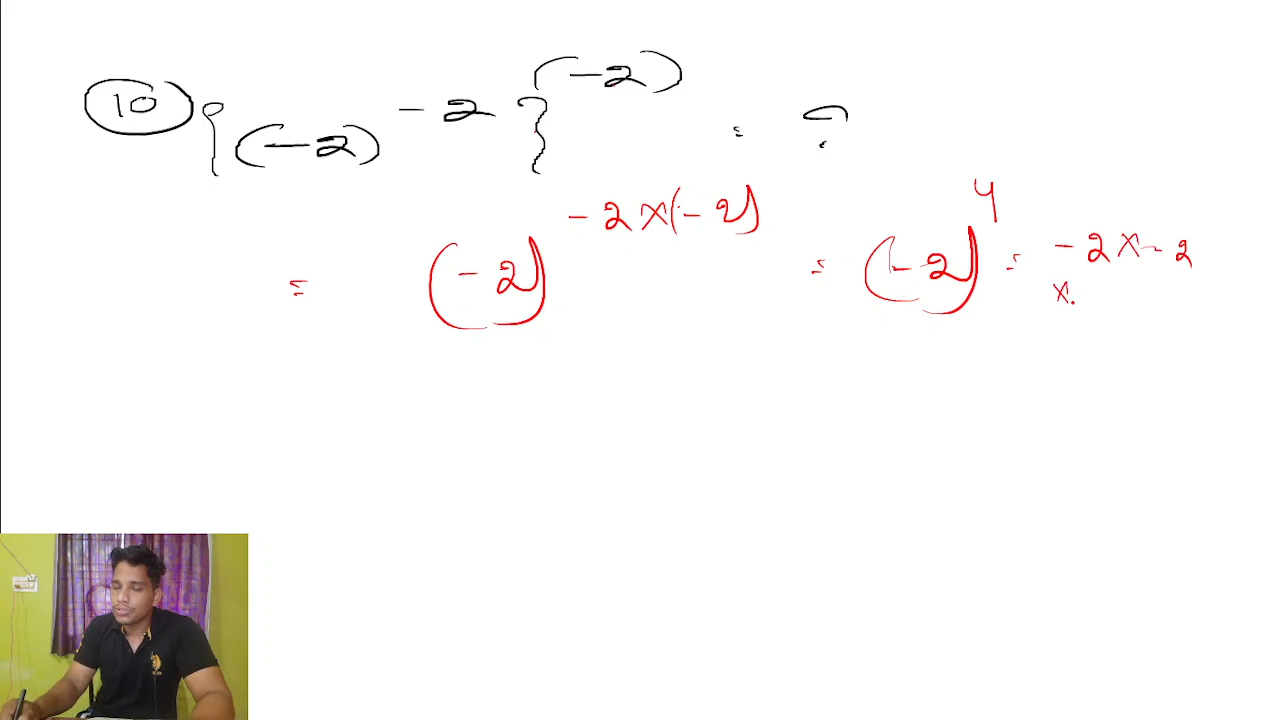 10 {(-2)^-2}^(-2) = ?
= (-2)^-2×(-2) = (-2)^4 = -2×-2
×.